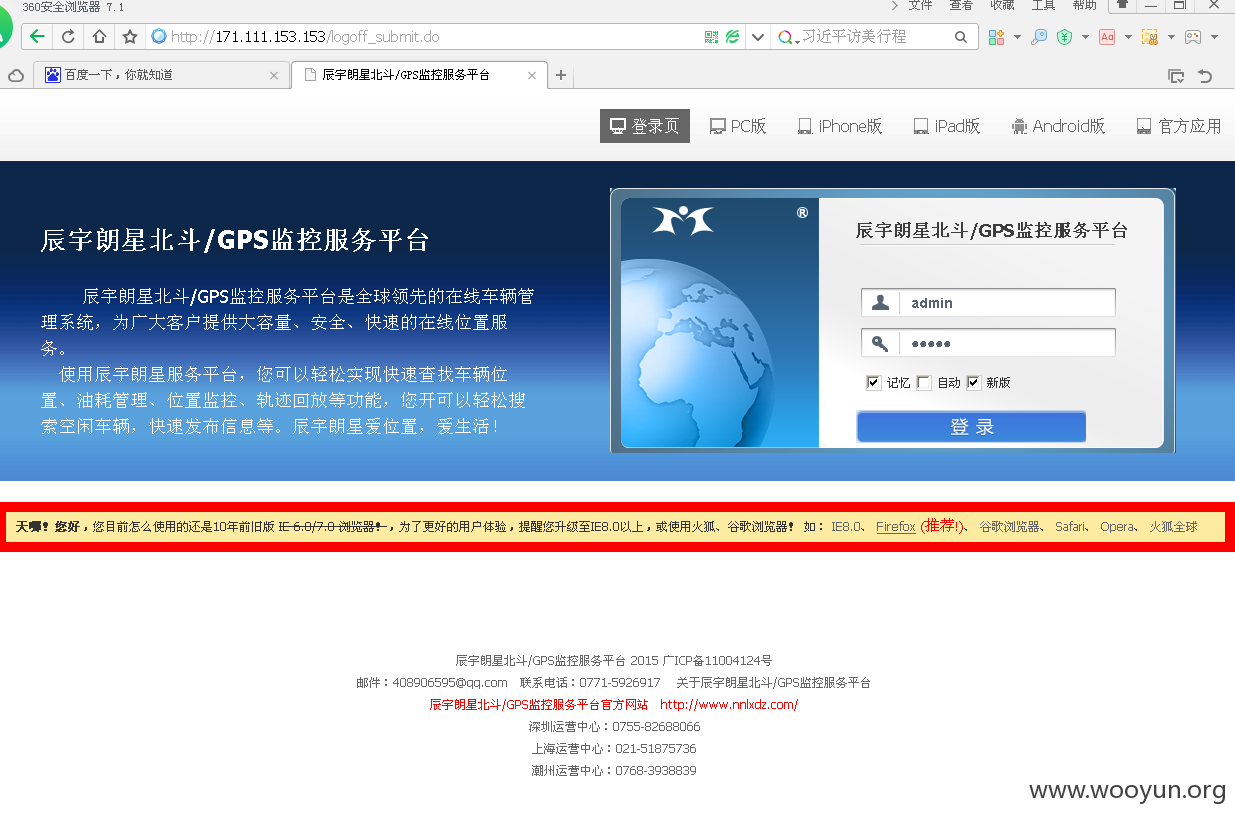 360安全浏览器 7.1
文件 查看 收藏 工具 帮助
http://171.111.153.153/logoff_submit.do
习近平访美行程
百度一下，你就知道
辰宇朗星北斗/GPS监控服务平台
登录页 PC版 iPhone版 iPad版 Android版 官方应用
辰宇朗星北斗/GPS监控服务平台
辰宇朗星北斗/GPS监控服务平台是全球领先的在线车辆管
理系统，为广大客户提供大容量、安全、快速的在线位置服
务。
使用辰宇朗星服务平台，您可以轻松实现快速查找车辆位
置、油耗管理、位置监控、轨迹回放等功能，您开可以轻松搜
索空闲车辆，快速发布信息等。辰宇朗星爱位置，爱生活！
®
辰宇朗星北斗/GPS监控服务平台
admin
●●●●●
记忆 自动 新版
登 录
天哪！您好，您目前怎么使用的还是10年前旧版 IE 6.0/7.0 浏览器！，为了更好的用户体验，提醒您升级至IE8.0以上，或使用火狐、谷歌浏览器！ 如： IE8.0、 Firefox (推荐!)、 谷歌浏览器、 Safari、 Opera、 火狐全球
辰宇朗星北斗/GPS监控服务平台 2015 广ICP备11004124号
邮件：408906595@qq.com 联系电话：0771-5926917 关于辰宇朗星北斗/GPS监控服务平台
辰宇朗星北斗/GPS监控服务平台官方网站 http://www.nnlxdz.com/
深圳运营中心：0755-82688066
上海运营中心：021-51875736
潮州运营中心：0768-3938839
www.wooyun.org